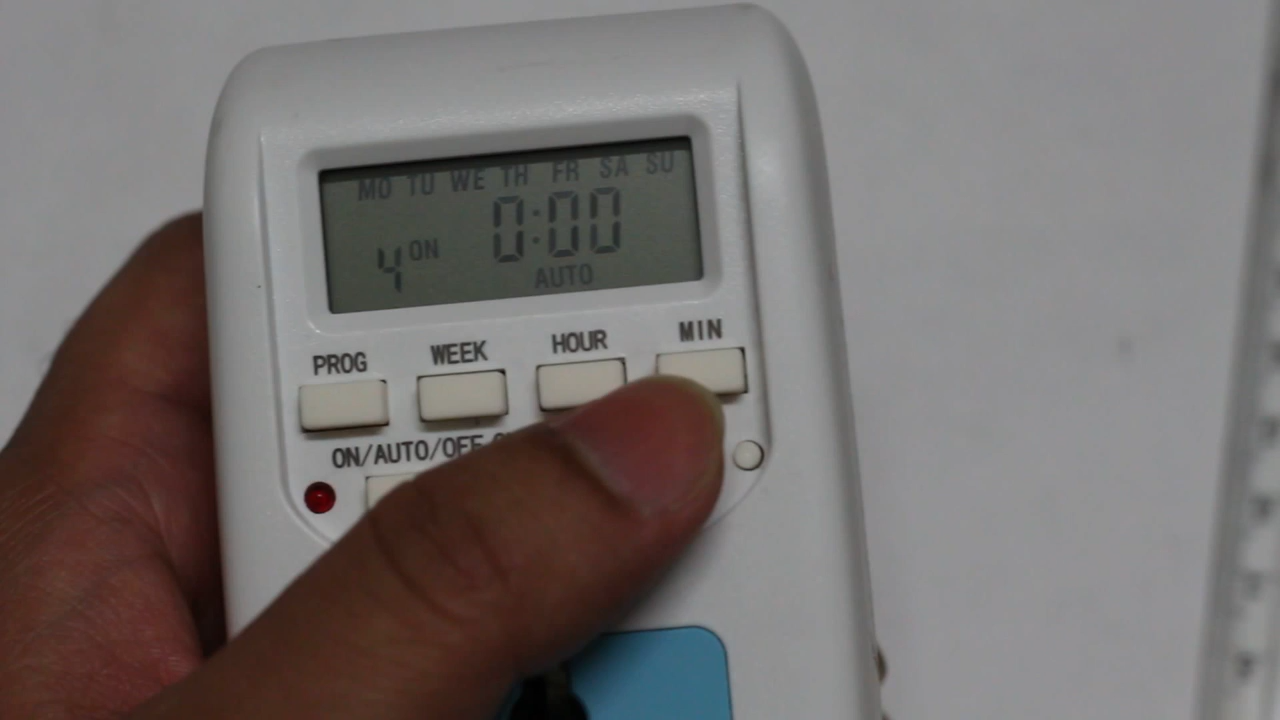 MO TU WE TH FR SA SU
4 ON 0:00
AUTO
PROG WEEK HOUR MIN
ON/AUTO/OFF